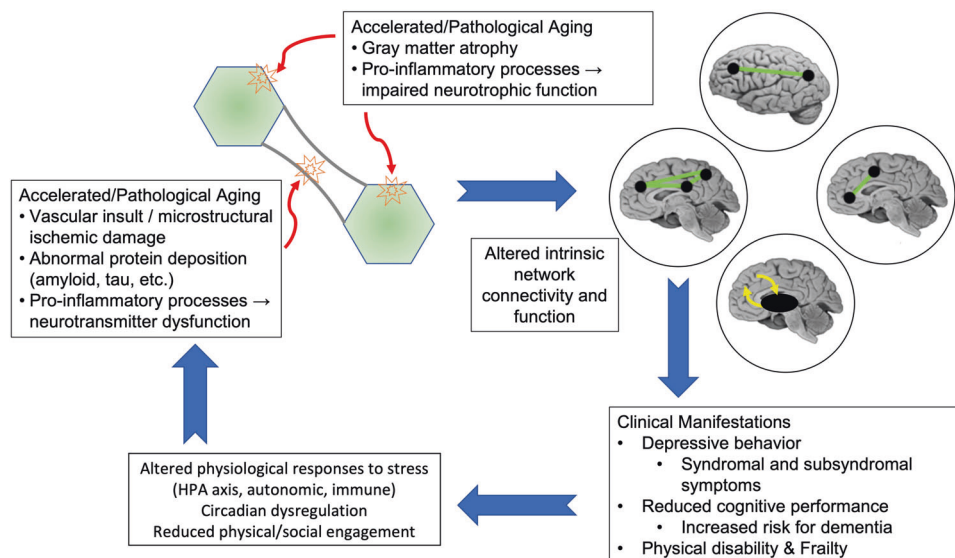 Accelerated/Pathological Aging
• Gray matter atrophy
• Pro-inflammatory processes →
impaired neurotrophic function
Accelerated/Pathological Aging
• Vascular insult / microstructural
ischemic damage
• Abnormal protein deposition
(amyloid, tau, etc.)
• Pro-inflammatory processes →
neurotransmitter dysfunction
Altered intrinsic
network
connectivity and
function
Clinical Manifestations
• Depressive behavior
• Syndromal and subsyndromal
symptoms
• Reduced cognitive performance
• Increased risk for dementia
• Physical disability & Frailty
Altered physiological responses to stress
(HPA axis, autonomic, immune)
Circadian dysregulation
Reduced physical/social engagement